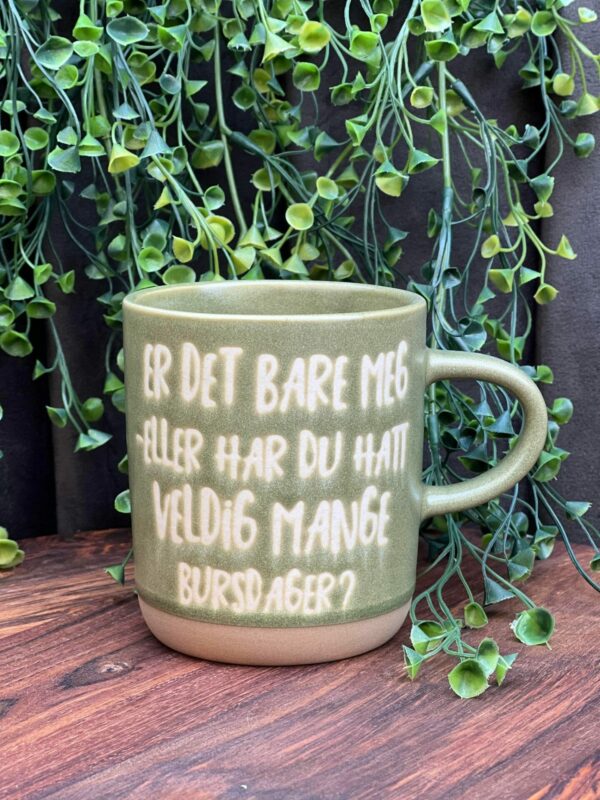 ER DET BARE MEG
-ELLER HAR DU HATT
VELDiG MANGE
BURSDAGER?